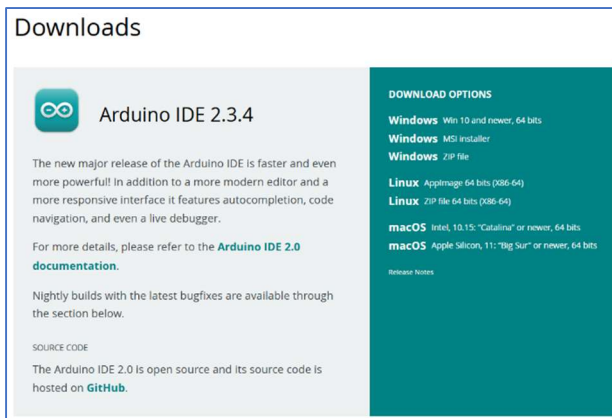 Downloads
Arduino IDE 2.3.4
The new major release of the Arduino IDE is faster and even
more powerful! In addition to a more modern editor and a
more responsive interface it features autocompletion, code
navigation, and even a live debugger.
For more details, please refer to the Arduino IDE 2.0
documentation.
Nightly builds with the latest bugfixes are available through
the section below.
SOURCE CODE
The Arduino IDE 2.0 is open source and its source code is
hosted on GitHub.
DOWNLOAD OPTIONS
Windows Win 10 and newer, 64 bits
Windows MSI installer
Windows ZIP file
Linux AppImage 64 bits (X86-64)
Linux ZIP file 64 bits (X86-64)
macOS Intel, 10.15: "Catalina" or newer, 64 bits
macOS Apple Silicon, 11: "Big Sur" or newer, 64 bits
Release Notes